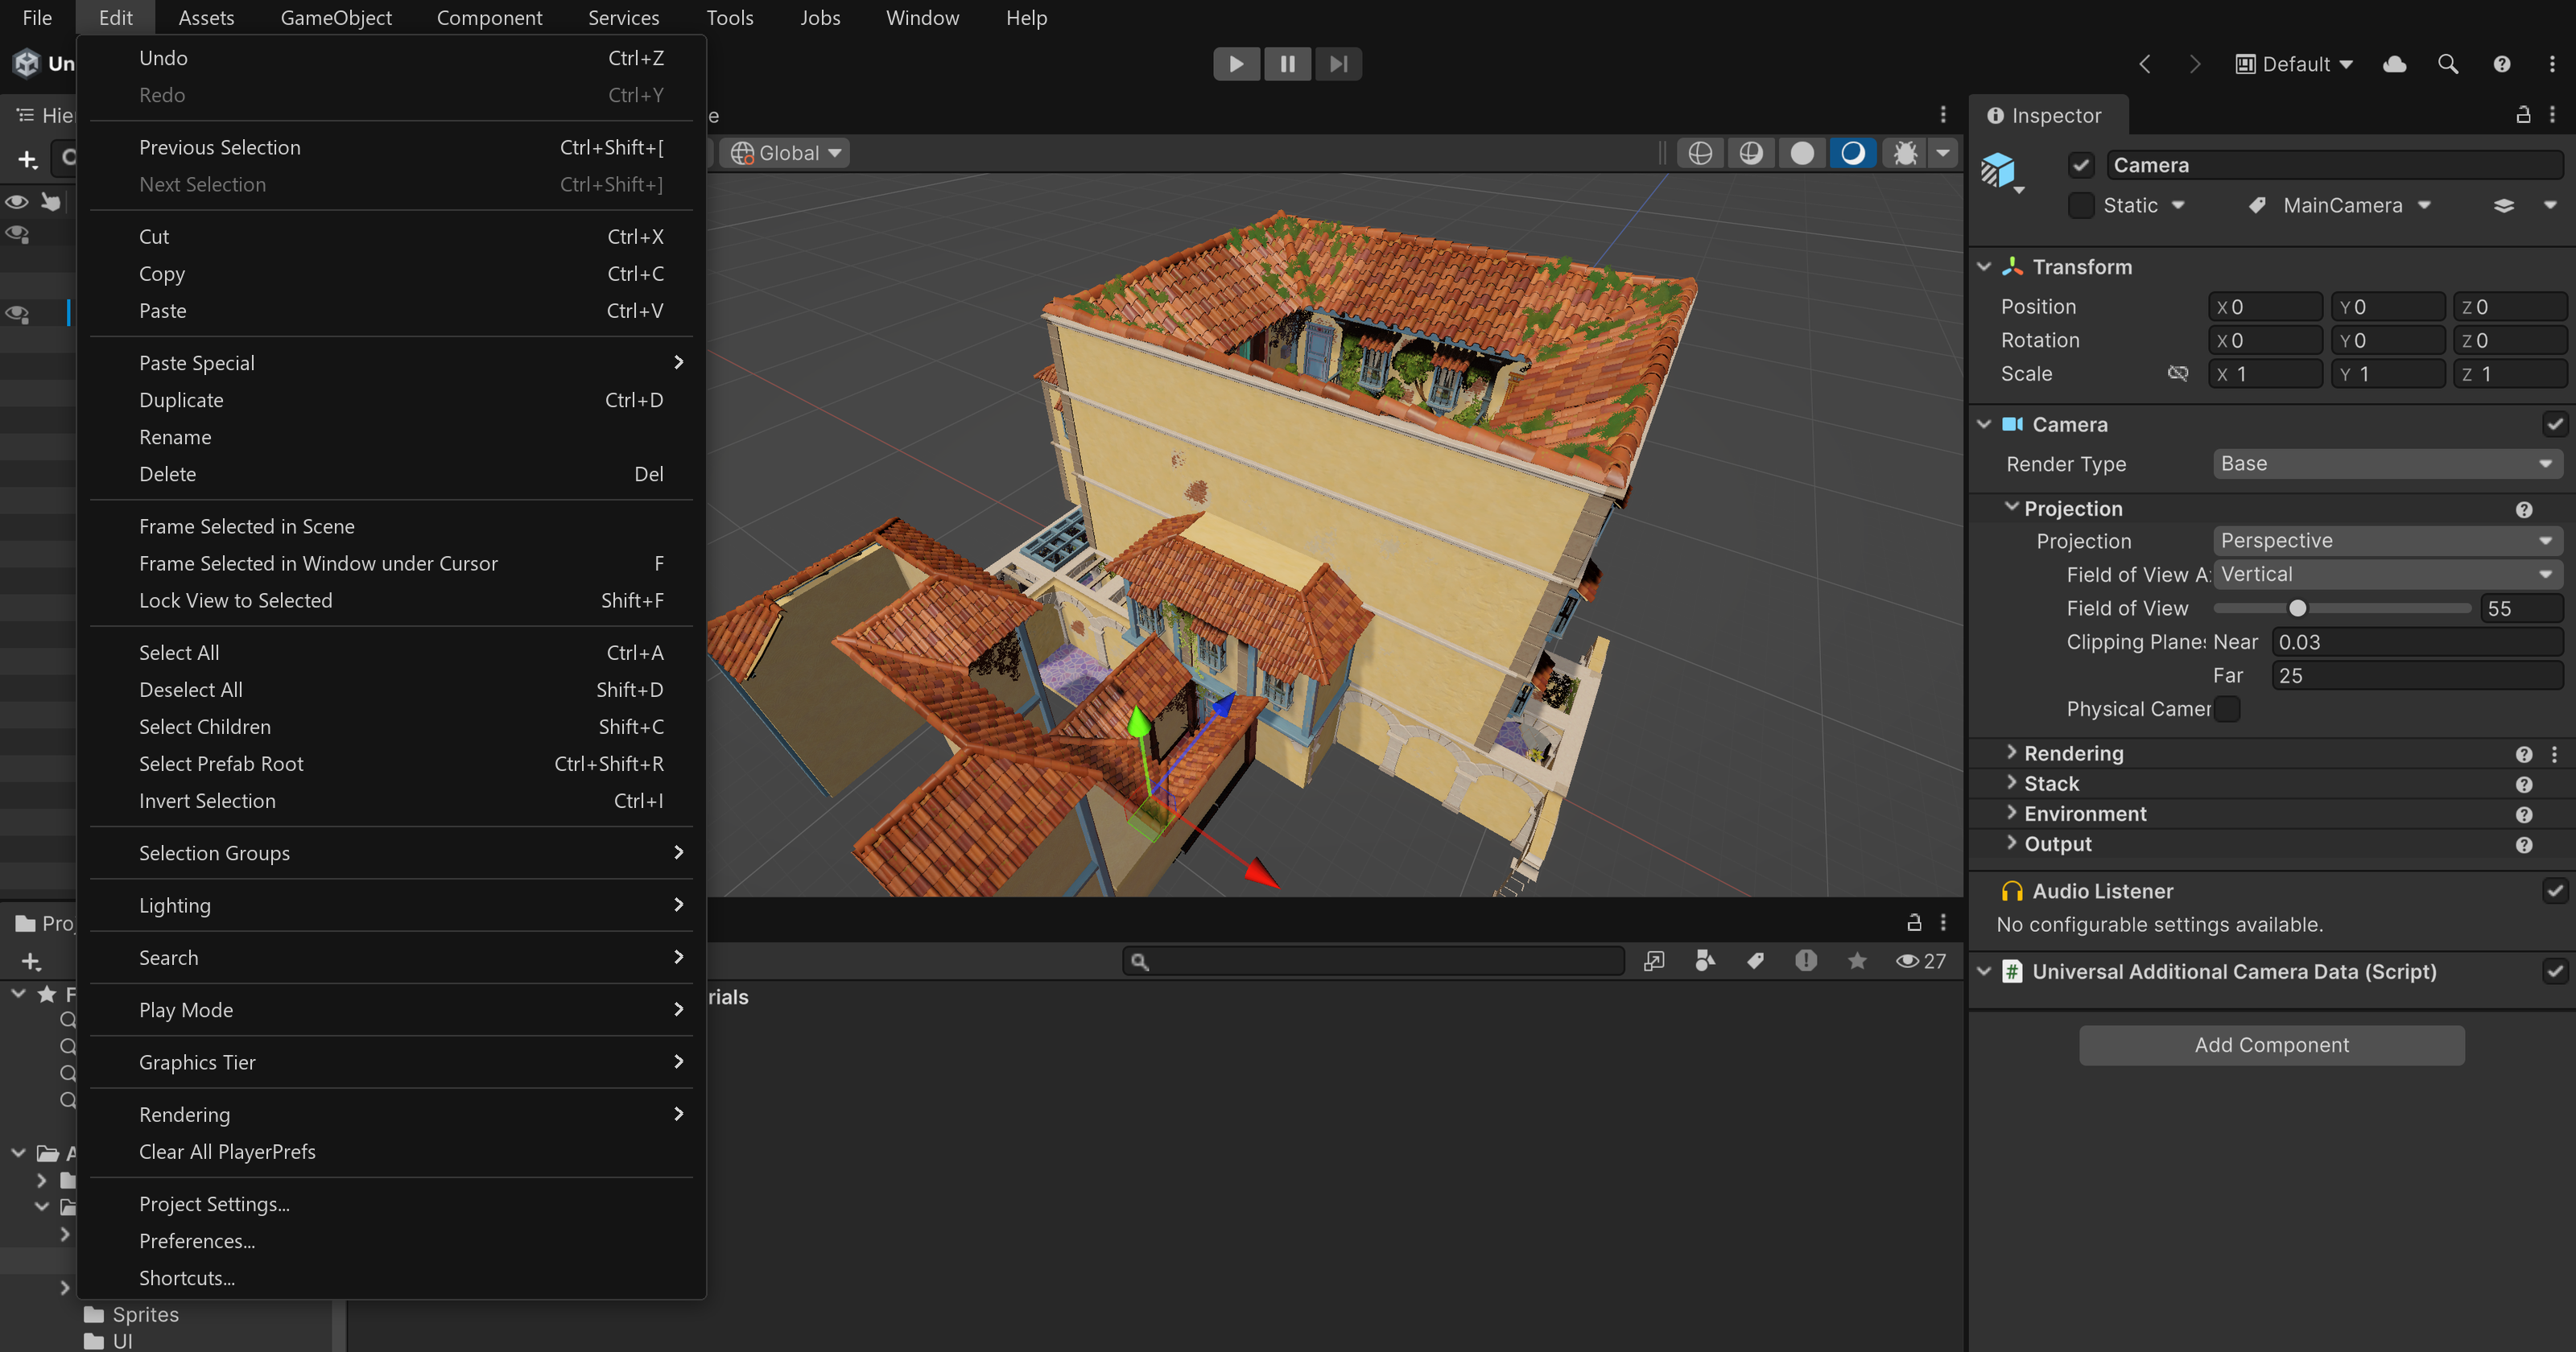 File Edit Assets GameObject Component Services Tools Jobs Window Help
Default
Undo Ctrl+Z
Redo Ctrl+Y
Previous Selection Ctrl+Shift+[
Next Selection Ctrl+Shift+]
Cut Ctrl+X
Copy Ctrl+C
Paste Ctrl+V
Paste Special
Duplicate Ctrl+D
Rename
Delete Del
Frame Selected in Scene
Frame Selected in Window under Cursor F
Lock View to Selected Shift+F
Select All Ctrl+A
Deselect All Shift+D
Select Children Shift+C
Select Prefab Root Ctrl+Shift+R
Invert Selection Ctrl+I
Selection Groups
Lighting
Search
Play Mode
Graphics Tier
Rendering
Clear All PlayerPrefs
Project Settings...
Preferences...
Shortcuts...
Sprites
UI
Global
27
rials
Inspector
Camera
Static MainCamera
Transform
Position X 0 Y 0 Z 0
Rotation X 0 Y 0 Z 0
Scale X 1 Y 1 Z 1
Camera
Render Type Base
Projection
Projection Perspective
Field of View A Vertical
Field of View 55
Clipping Plane Near 0.03
Far 25
Physical Camer
Rendering
Stack
Environment
Output
Audio Listener
No configurable settings available.
# Universal Additional Camera Data (Script)
Add Component